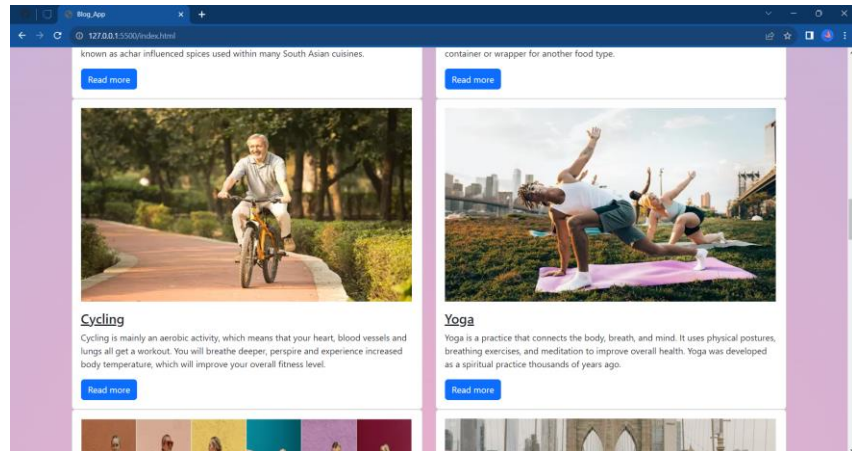 Blog_App
127.0.0.1:5500/index.html
known as achar influenced spices used within many South Asian cuisines.
Read more
container or wrapper for another food type.
Read more
Cycling
Cycling is mainly an aerobic activity, which means that your heart, blood vessels and
lungs all get a workout. You will breathe deeper, perspire and experience increased
body temperature, which will improve your overall fitness level.
Read more
Yoga
Yoga is a practice that connects the body, breath, and mind. It uses physical postures,
breathing exercises, and meditation to improve overall health. Yoga was developed
as a spiritual practice thousands of years ago.
Read more